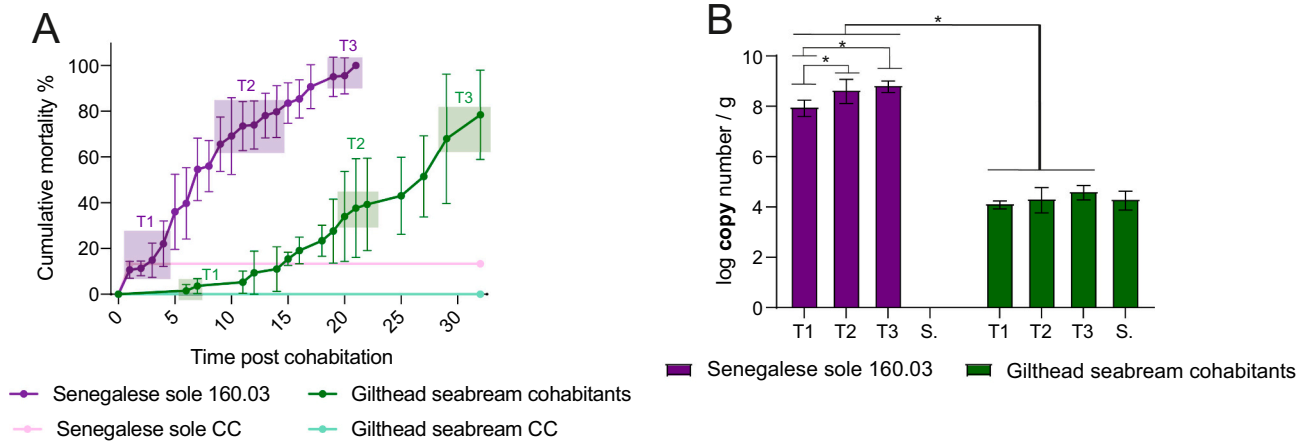 A
Cumulative mortality %
100
80
60
40
20
0
T1
T2
T3
T1
T2
T3
0 5 10 15 20 25 30
Time post cohabitation
Senegalese sole 160.03 Gilthead seabream cohabitants
Senegalese sole CC Gilthead seabream CC
B
log copy number / g
10
8
6
4
2
0
*
*
*
T1 T2 T3 S. T1 T2 T3 S.
Senegalese sole 160.03 Gilthead seabream cohabitants